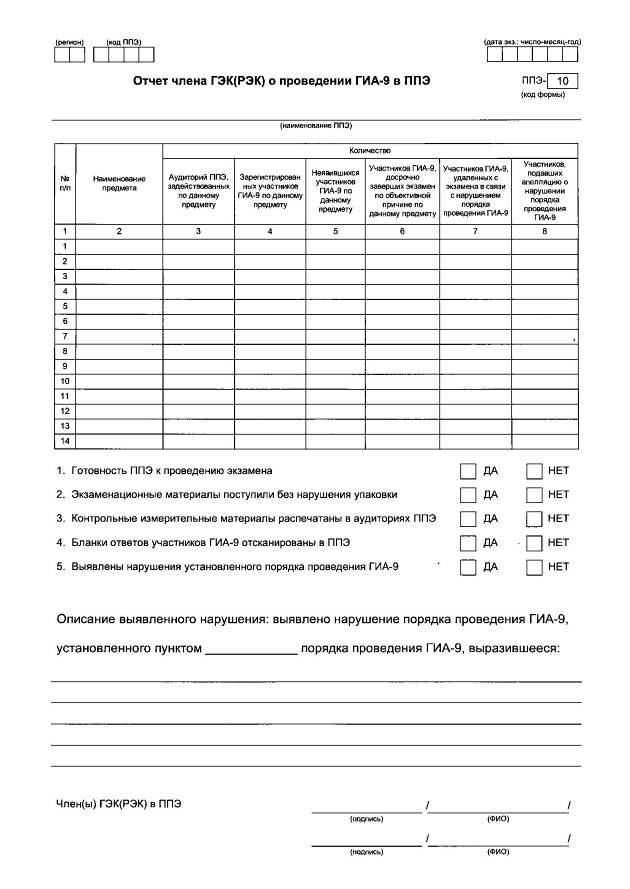 (регион) (код ППЭ) (дата экз.: число-месяц-год)
Отчет члена ГЭК(РЭК) о проведении ГИА-9 в ППЭ
ППЭ- 10
(код формы)
(наименование ППЭ)
№ п/п
Наименование предмета
Количество
Аудиторий ППЭ, задействованных по данному предмету
Зарегистрирован ных участников ГИА-9 по данному предмету
Неявившихся участников ГИА-9 по данному предмету
Участников ГИА-9, досрочно заверших экзамен по объективной причине по данному предмету
Участников ГИА-9, удаленных с экзамена в связи с нарушением порядка проведения ГИА-9
Участников, подавших апелляцию о нарушении порядка проведения ГИА-9
1 2 3 4 5 6 7 8
1
2
3
4
5
6
7
8
9
10
11
12
13
14
1. Готовность ППЭ к проведению экзамена ДА НЕТ
2. Экзаменационные материалы поступили без нарушения упаковки ДА НЕТ
3. Контрольные измерительные материалы распечатаны в аудиториях ППЭ ДА НЕТ
4. Бланки ответов участников ГИА-9 отсканированы в ППЭ ДА НЕТ
5. Выявлены нарушения установленного порядка проведения ГИА-9 ДА НЕТ
Описание выявленного нарушения: выявлено нарушение порядка проведения ГИА-9,
установленного пунктом ____________ порядка проведения ГИА-9, выразившееся:
Член(ы) ГЭК(РЭК) в ППЭ / /
(подпись) (ФИО)
/ /
(подпись) (ФИО)